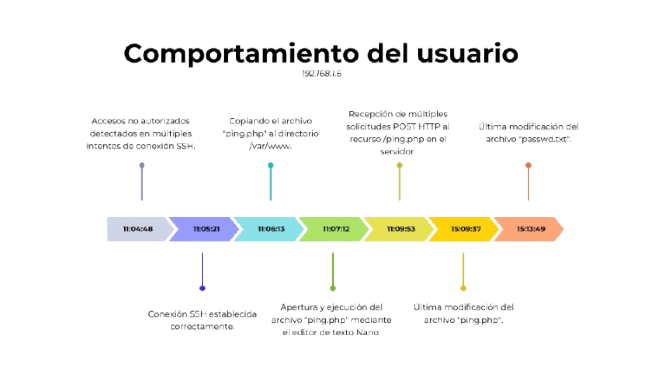 Comportamiento del usuario
192.168.1.6
Accesos no autorizados
detectados en múltiples
intentos de conexión SSH.
Copiando el archivo
"ping.php" al directorio
/var/www.
Recepción de múltiples
solicitudes POST HTTP al
recurso /ping.php en el
servidor.
Última modificación del
archivo "passwd.txt".
11:04:48
11:05:21
11:06:13
11:07:12
11:09:53
15:09:37
15:13:49
Conexión SSH establecida
correctamente.
Apertura y ejecución del
archivo "ping.php" mediante
el editor de texto Nano.
Última modificación del
archivo "ping.php".